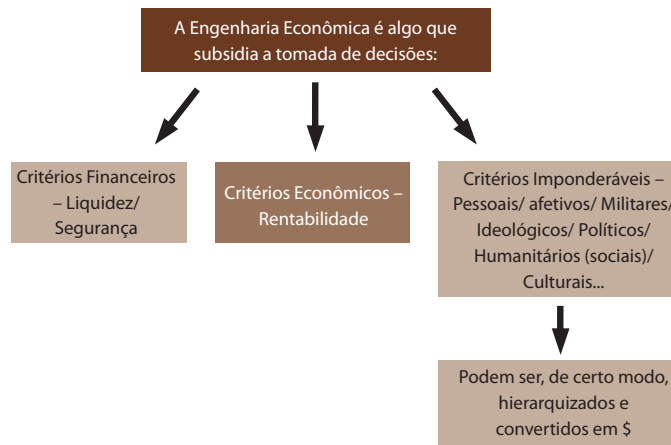 A Engenharia Econômica é algo que
subsidia a tomada de decisões:
Critérios Financeiros
– Liquidez/
Segurança
Critérios Econômicos –
Rentabilidade
Critérios Imponderáveis –
Pessoais/ afetivos/ Militares/
Ideológicos/ Políticos/
Humanitários (sociais)/
Culturais...
Podem ser, de certo modo,
hierarquizados e
convertidos em $